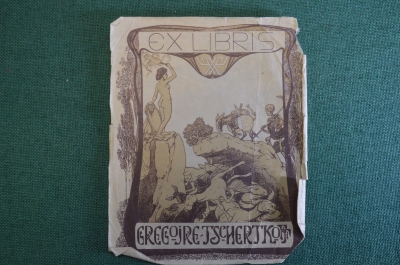 EX LIBRIS
GREGOIRE TSCHERTKOFF